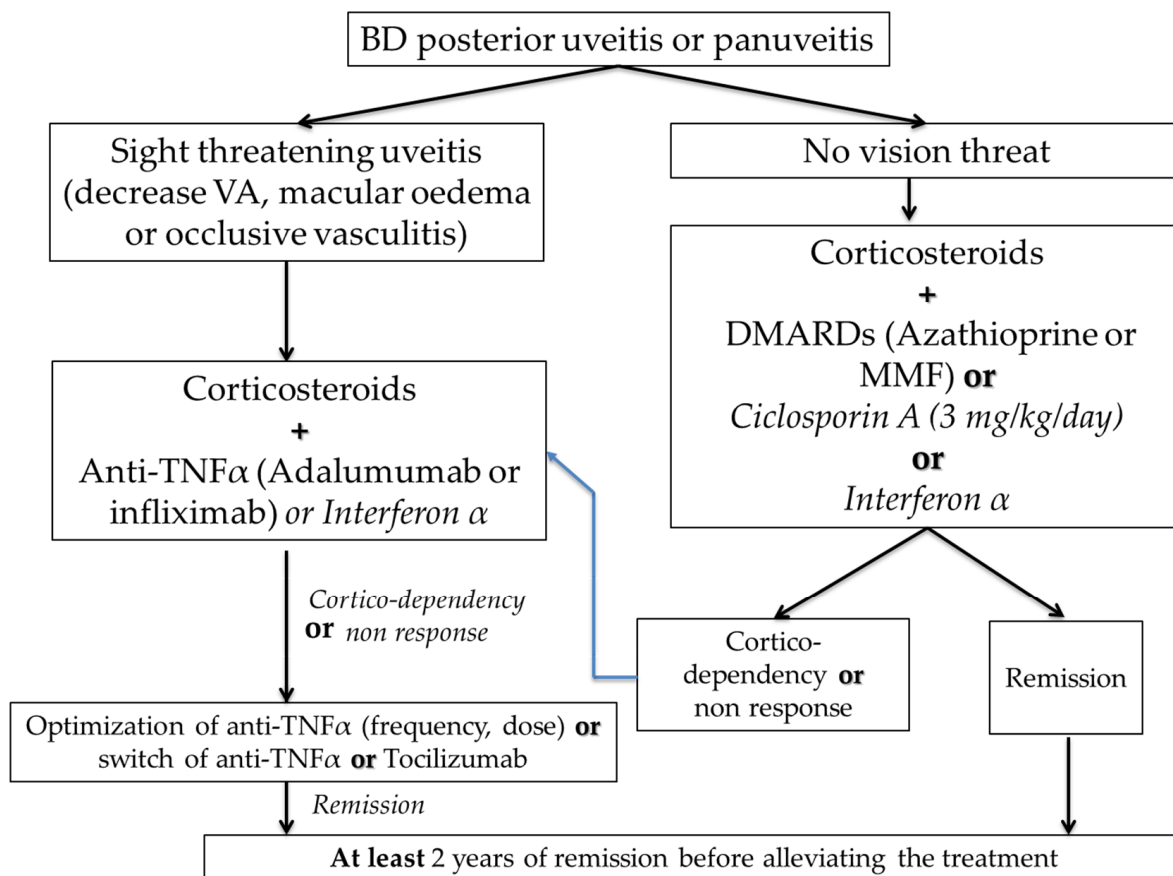 BD posterior uveitis or panuveitis
Sight threatening uveitis
(decrease VA, macular oedema
or occlusive vasculitis)
No vision threat
Corticosteroids
+
Anti-TNFα (Adalumumab or
infliximab) or Interferon α
Corticosteroids
+
DMARDs (Azathioprine or
MMF) or
Ciclosporin A (3 mg/kg/day)
or
Interferon α
Cortico-dependency
or non response
Cortico-
dependency or
non response
Remission
Optimization of anti-TNFα (frequency, dose) or
switch of anti-TNFα or Tocilizumab
Remission
At least 2 years of remission before alleviating the treatment